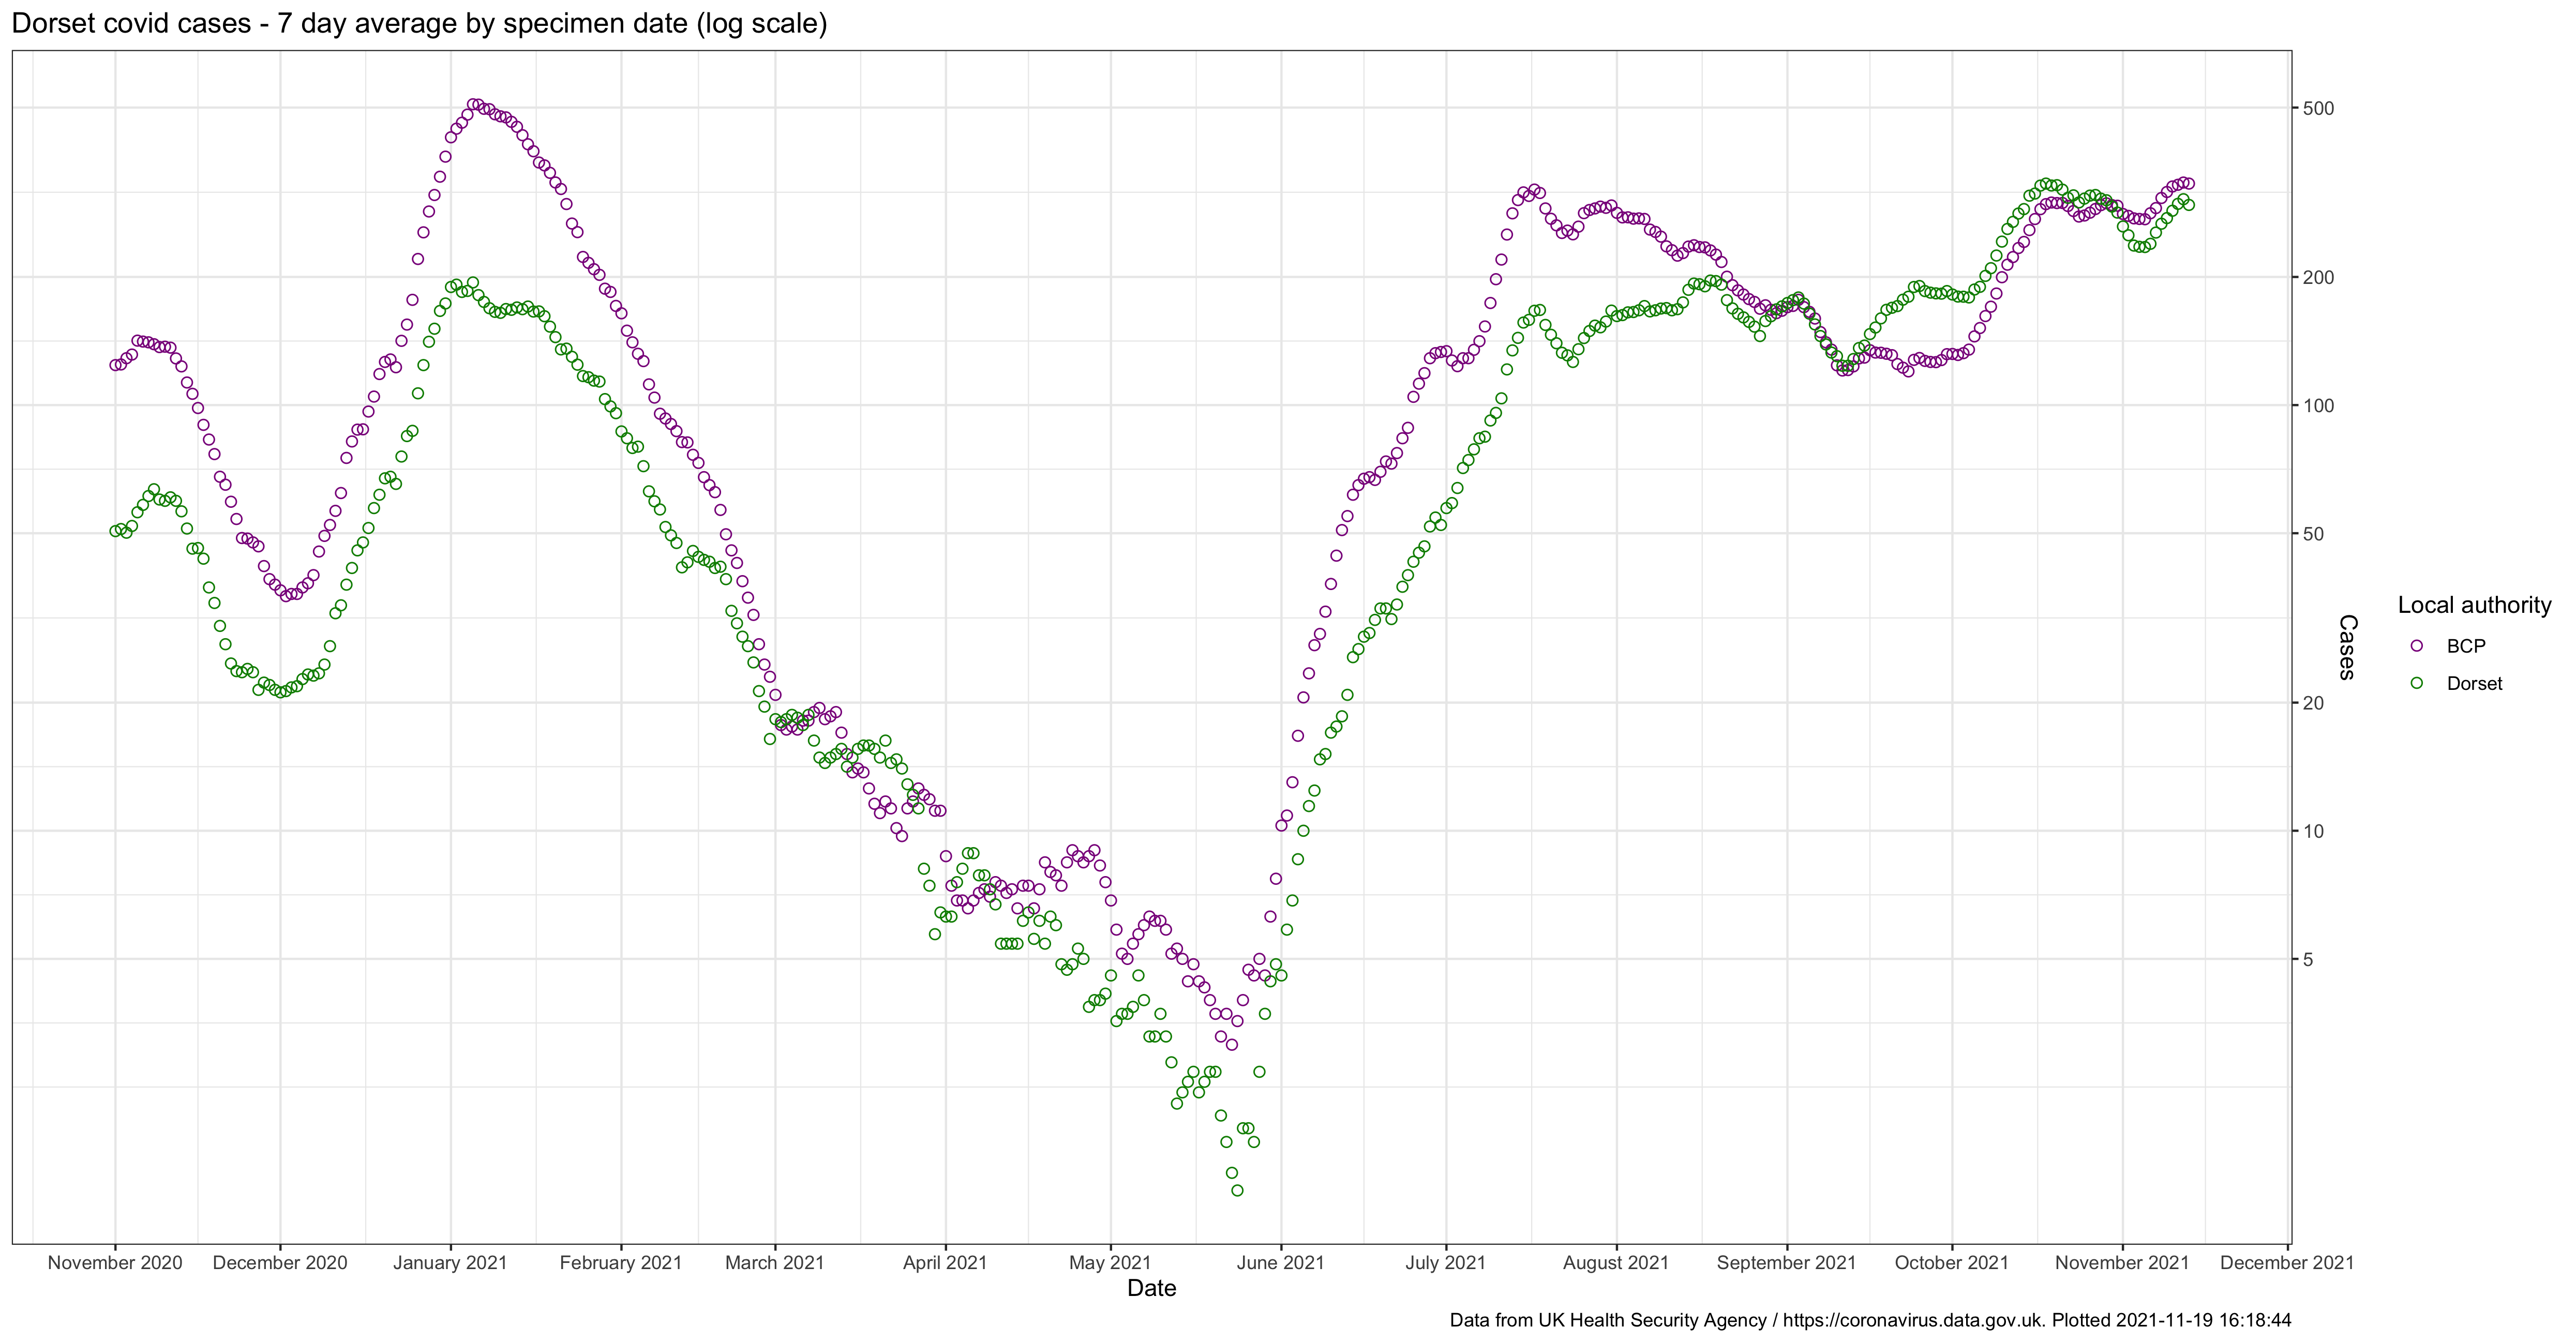 Dorset covid cases - 7 day average by specimen date (log scale)
500
200
100
50
20
10
5
Cases
Local authority
BCP
Dorset
November 2020
December 2020
January 2021
February 2021
March 2021
April 2021
May 2021
June 2021
July 2021
August 2021
September 2021
October 2021
November 2021
December 2021
Date
Data from UK Health Security Agency / https://coronavirus.data.gov.uk. Plotted 2021-11-19 16:18:44